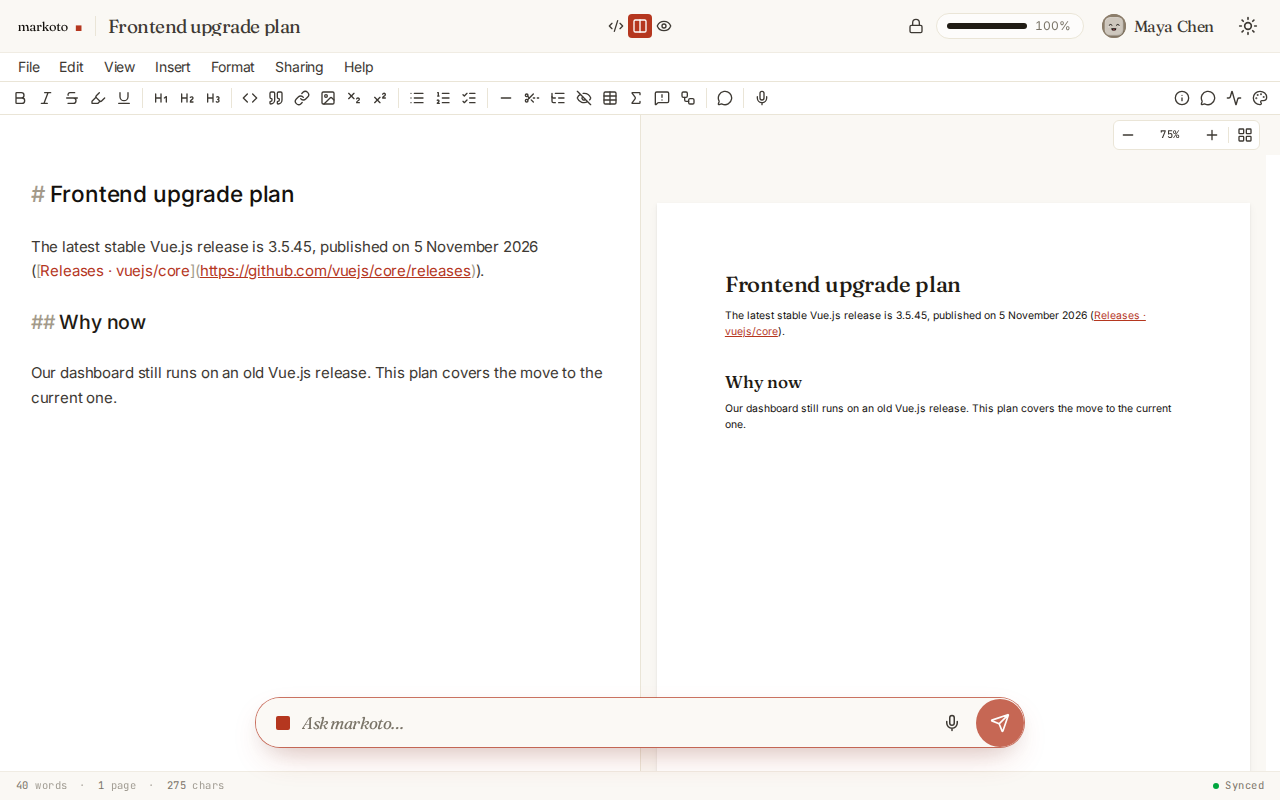 markoto
Frontend upgrade plan
100%
Maya Chen
File Edit View Insert Format Sharing Help
H1 H2 H3
75%
# Frontend upgrade plan
The latest stable Vue.js release is 3.5.45, published on 5 November 2026
([Releases · vuejs/core](https://github.com/vuejs/core/releases)).
## Why now
Our dashboard still runs on an old Vue.js release. This plan covers the move to the
current one.
Frontend upgrade plan
The latest stable Vue.js release is 3.5.45, published on 5 November 2026 (Releases ·
vuejs/core).
Why now
Our dashboard still runs on an old Vue.js release. This plan covers the move to the current
one.
Ask markoto...
40 words · 1 page · 275 chars
Synced